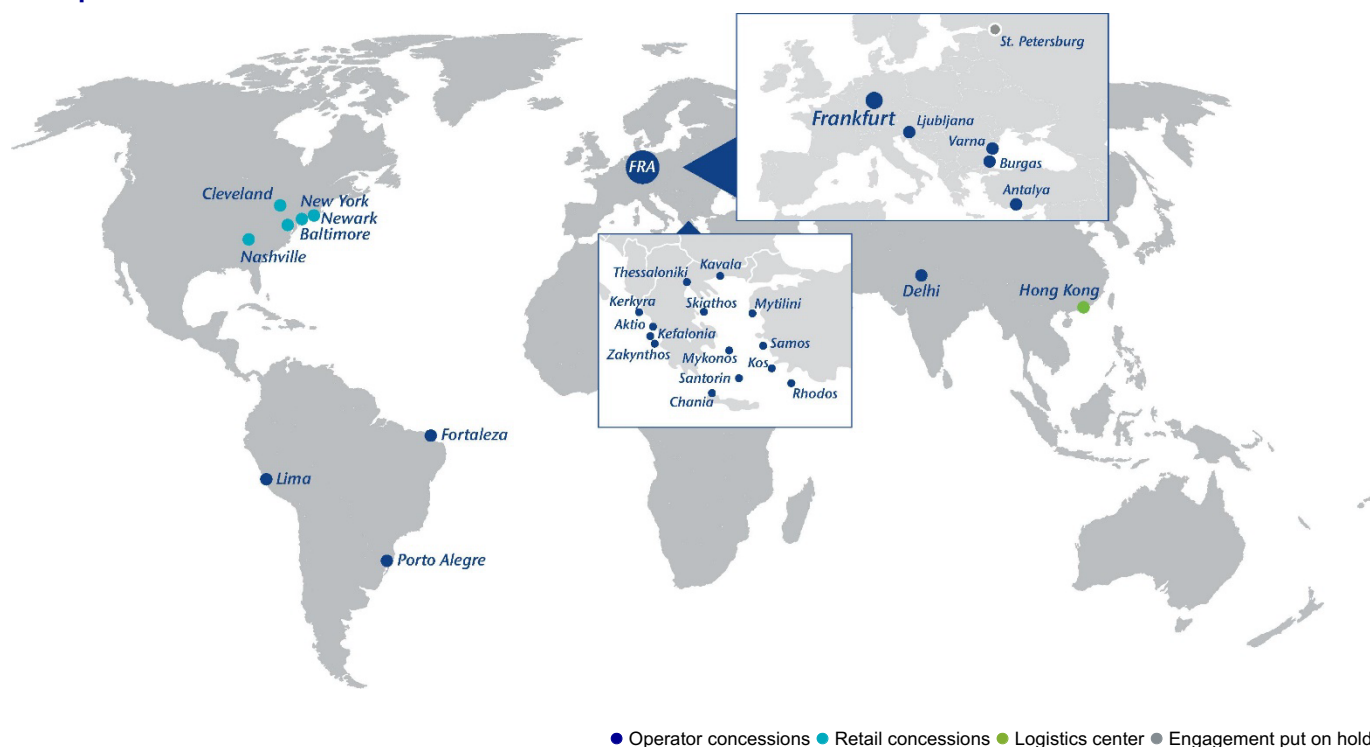 St. Petersburg
Frankfurt
Ljubljana
Varna
Burgas
Antalya
FRA
Cleveland
New York
Newark
Baltimore
Nashville
Thessaloniki
Kavala
Kerkyra
Skiathos
Mytilini
Aktio
Kefalonia
Zakynthos
Mykonos
Samos
Kos
Santorin
Rhodos
Chania
Delhi
Hong Kong
Fortaleza
Lima
Porto Alegre
Operator concessions Retail concessions Logistics center Engagement put on hold